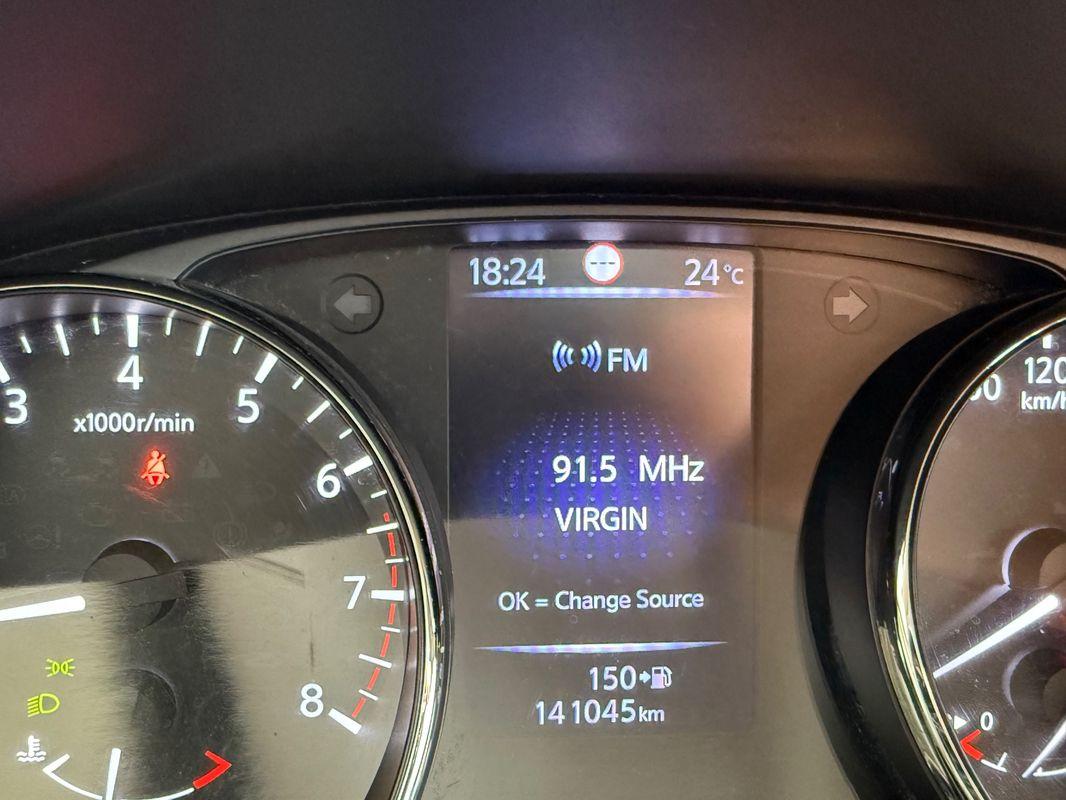 18:24 --- 24°C
FM
91.5 MHz
VIRGIN
OK = Change Source
150
141045km
3 4 5 6 7 8
x1000r/min
120
km/h
0